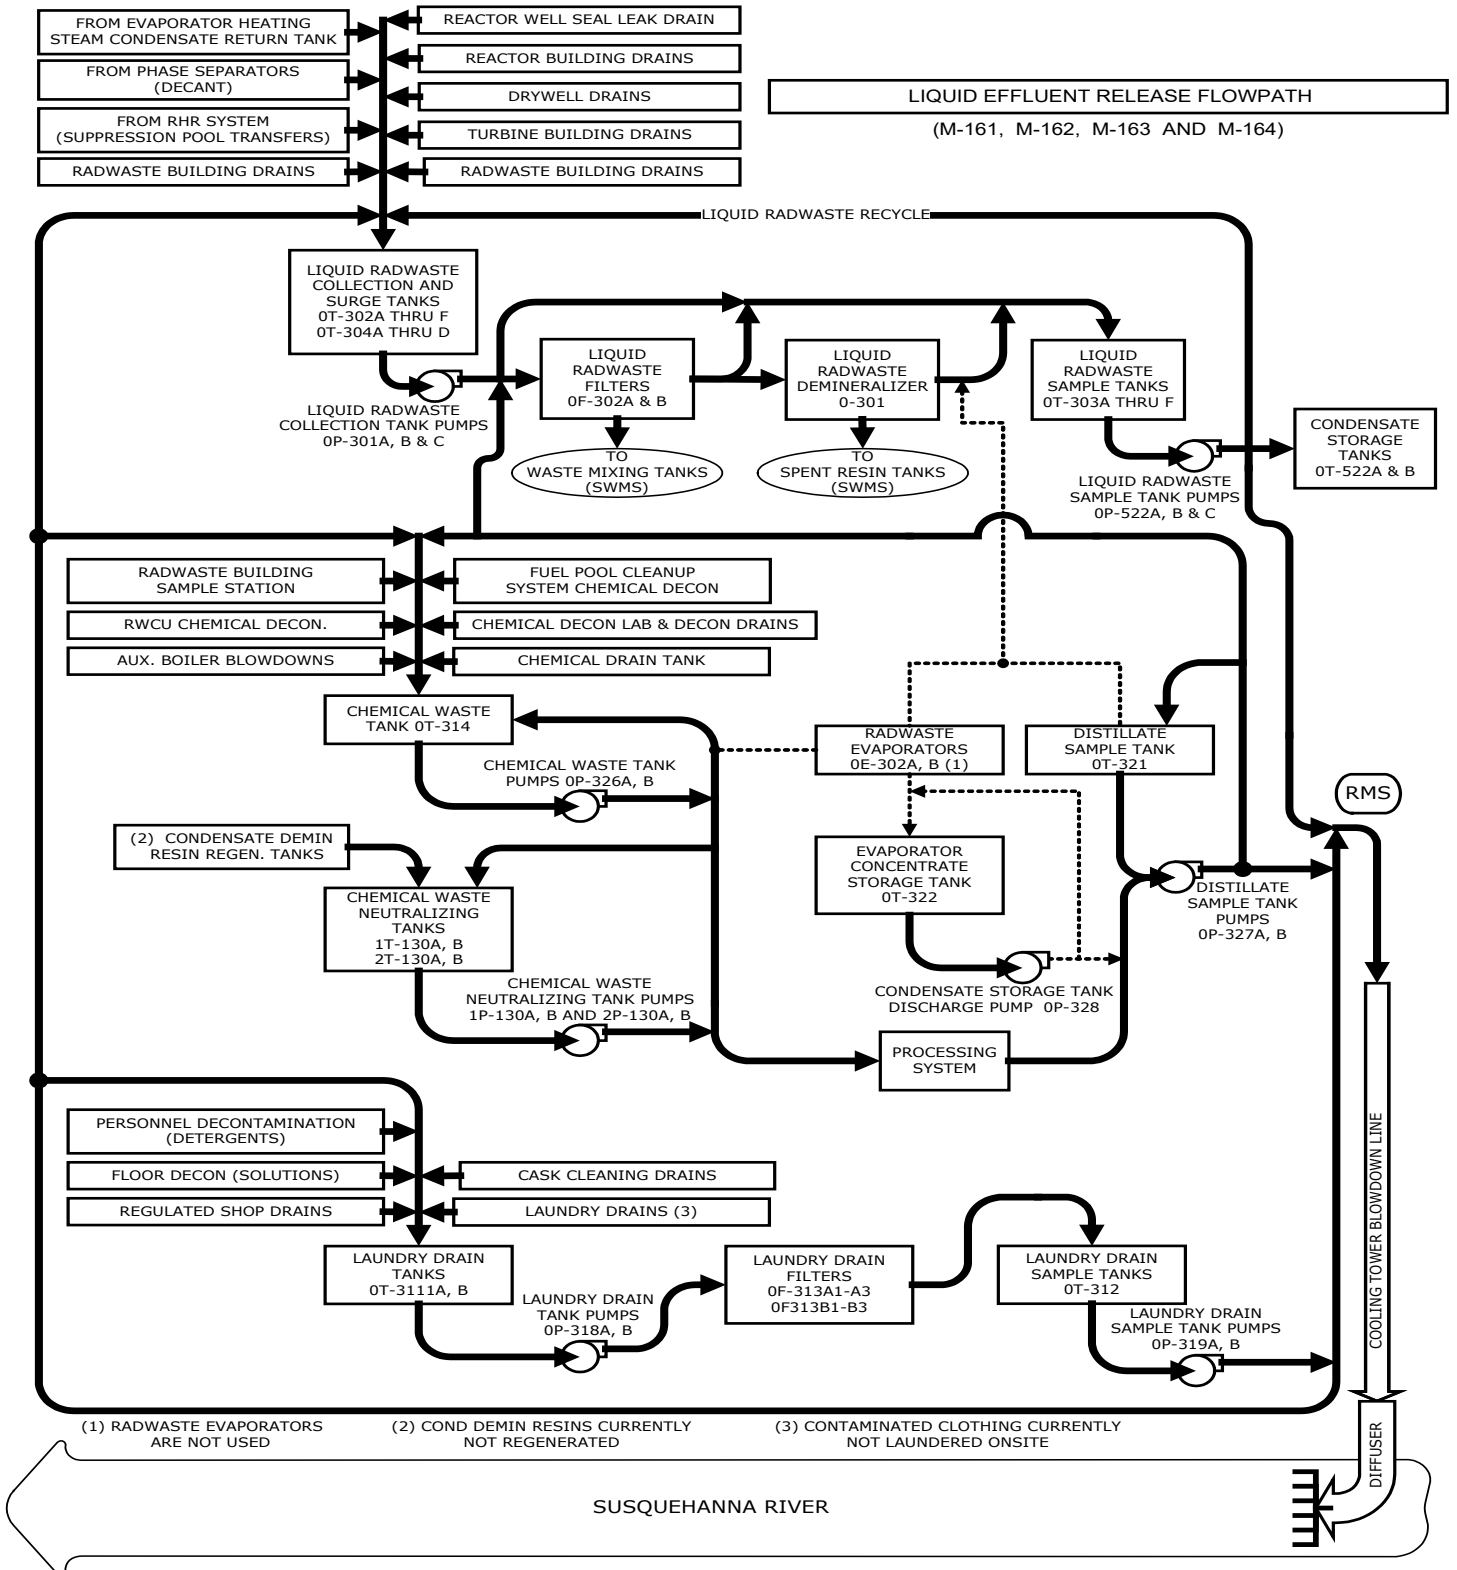 FROM EVAPORATOR HEATING
STEAM CONDENSATE RETURN TANK
REACTOR WELL SEAL LEAK DRAIN
REACTOR BUILDING DRAINS
FROM PHASE SEPARATORS
(DECANT)
DRYWELL DRAINS
LIQUID EFFLUENT RELEASE FLOWPATH
(M-161, M-162, M-163 AND M-164)
FROM RHR SYSTEM
(SUPPRESSION POOL TRANSFERS)
TURBINE BUILDING DRAINS
RADWASTE BUILDING DRAINS
RADWASTE BUILDING DRAINS
LIQUID RADWASTE RECYCLE
LIQUID RADWASTE
COLLECTION AND
SURGE TANKS
0T-302A THRU F
0T-304A THRU D
LIQUID
RADWASTE
FILTERS
0F-302A & B
LIQUID
RADWASTE
DEMINERALIZER
0-301
LIQUID
RADWASTE
SAMPLE TANKS
0T-303A THRU F
LIQUID RADWASTE
COLLECTION TANK PUMPS
0P-301A, B & C
TO
WASTE MIXING TANKS
(SWMS)
TO
SPENT RESIN TANKS
(SWMS)
CONDENSATE
STORAGE
TANKS
0T-522A & B
LIQUID RADWASTE
SAMPLE TANK PUMPS
0P-522A, B & C
RADWASTE BUILDING
SAMPLE STATION
FUEL POOL CLEANUP
SYSTEM CHEMICAL DECON
RWCU CHEMICAL DECON.
CHEMICAL DECON LAB & DECON DRAINS
AUX. BOILER BLOWDOWNS
CHEMICAL DRAIN TANK
CHEMICAL WASTE
TANK 0T-314
RADWASTE
EVAPORATORS
0E-302A, B (1)
DISTILLATE
SAMPLE TANK
0T-321
CHEMICAL WASTE TANK
PUMPS 0P-326A, B
RMS
(2) CONDENSATE DEMIN
RESIN REGEN. TANKS
EVAPORATOR
CONCENTRATE
STORAGE TANK
0T-322
CHEMICAL WASTE
NEUTRALIZING
TANKS
1T-130A, B
2T-130A, B
DISTILLATE
SAMPLE TANK
PUMPS
0P-327A, B
CHEMICAL WASTE
NEUTRALIZING TANK PUMPS
1P-130A, B AND 2P-130A, B
CONDENSATE STORAGE TANK
DISCHARGE PUMP 0P-328
PROCESSING
SYSTEM
PERSONNEL DECONTAMINATION
(DETERGENTS)
FLOOR DECON (SOLUTIONS)
CASK CLEANING DRAINS
REGULATED SHOP DRAINS
LAUNDRY DRAINS (3)
COOLING TOWER BLOWDOWN LINE
LAUNDRY DRAIN
TANKS
0T-3111A, B
LAUNDRY DRAIN
FILTERS
0F-313A1-A3
0F313B1-B3
LAUNDRY DRAIN
SAMPLE TANKS
0T-312
LAUNDRY DRAIN
TANK PUMPS
0P-318A, B
LAUNDRY DRAIN
SAMPLE TANK PUMPS
0P-319A, B
(1) RADWASTE EVAPORATORS
ARE NOT USED
(2) COND DEMIN RESINS CURRENTLY
NOT REGENERATED
(3) CONTAMINATED CLOTHING CURRENTLY
NOT LAUNDERED ONSITE
DIFFUSER
SUSQUEHANNA RIVER